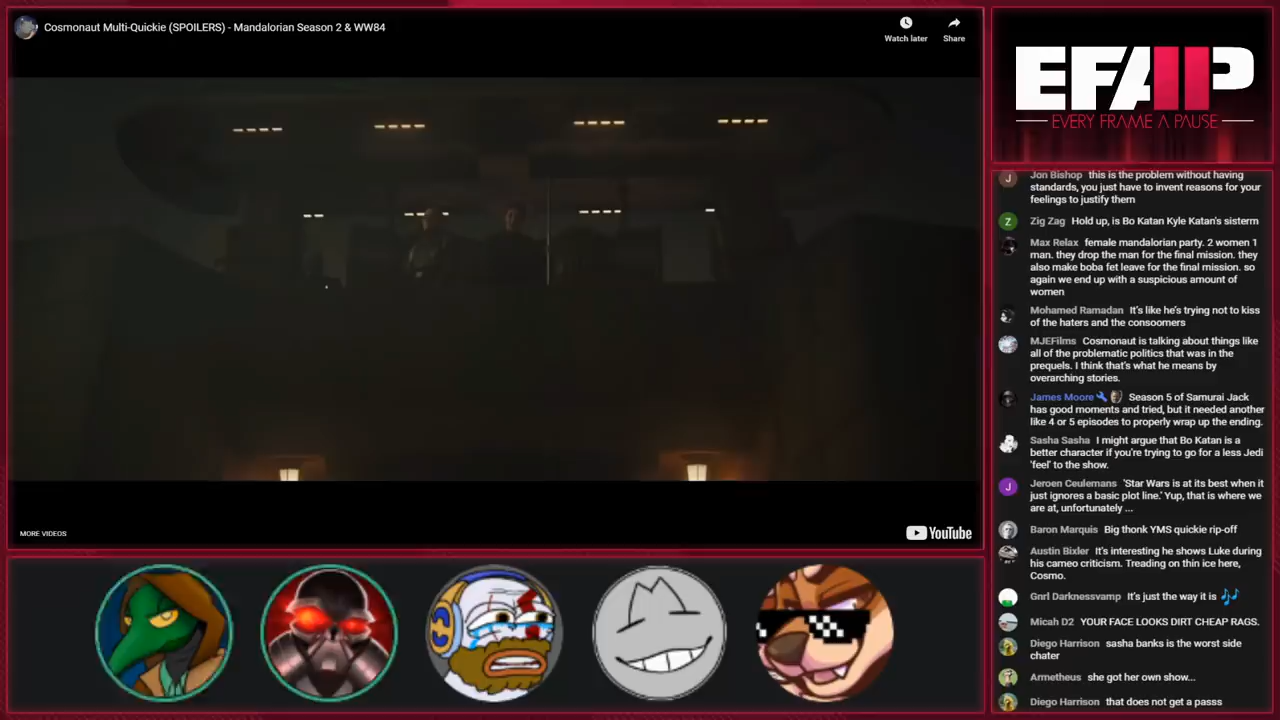 Cosmonaut Multi-Quickie (SPOILERS) - Mandalorian Season 2 & WW84
Watch later
Share
MORE VIDEOS
YouTube
EFAP
EVERY FRAME A PAUSE
J
Jon Bishop this is the problem without having
standards, you just have to invent reasons for your
feelings to justify them
Z
Zig Zag Hold up, is Bo Katan Kyle Katan's sisterm
Max Relax female mandalorian party. 2 women 1
man. they drop the man for the final mission. they
also make boba fet leave for the final mission. so
again we end up with a suspicious amount of
women
Mohamed Ramadan It's like he's trying not to kiss
of the haters and the consoomers
MJEFilms Cosmonaut is talking about things like
all of the problematic politics that was in the
prequels. I think that's what he means by
overarching stories.
James Moore Season 5 of Samurai Jack
has good moments and tried, but it needed another
like 4 or 5 episodes to properly wrap up the ending.
Sasha Sasha I might argue that Bo Katan is a
better character if you're trying to go for a less Jedi
'feel' to the show.
J
Jeroen Ceulemans 'Star Wars is at its best when it
just ignores a basic plot line.' Yup, that is where we
are at, unfortunately ...
Baron Marquis Big thonk YMS quickie rip-off
Austin Bixler It's interesting he shows Luke during
his cameo criticism. Treading on thin ice here,
Cosmo.
Gnrl Darknessvamp It's just the way it is 🎶
Micah D2 YOUR FACE LOOKS DIRT CHEAP RAGS.
Diego Harrison sasha banks is the worst side
chater
Armetheus she got her own show...
Diego Harrison that does not get a passs